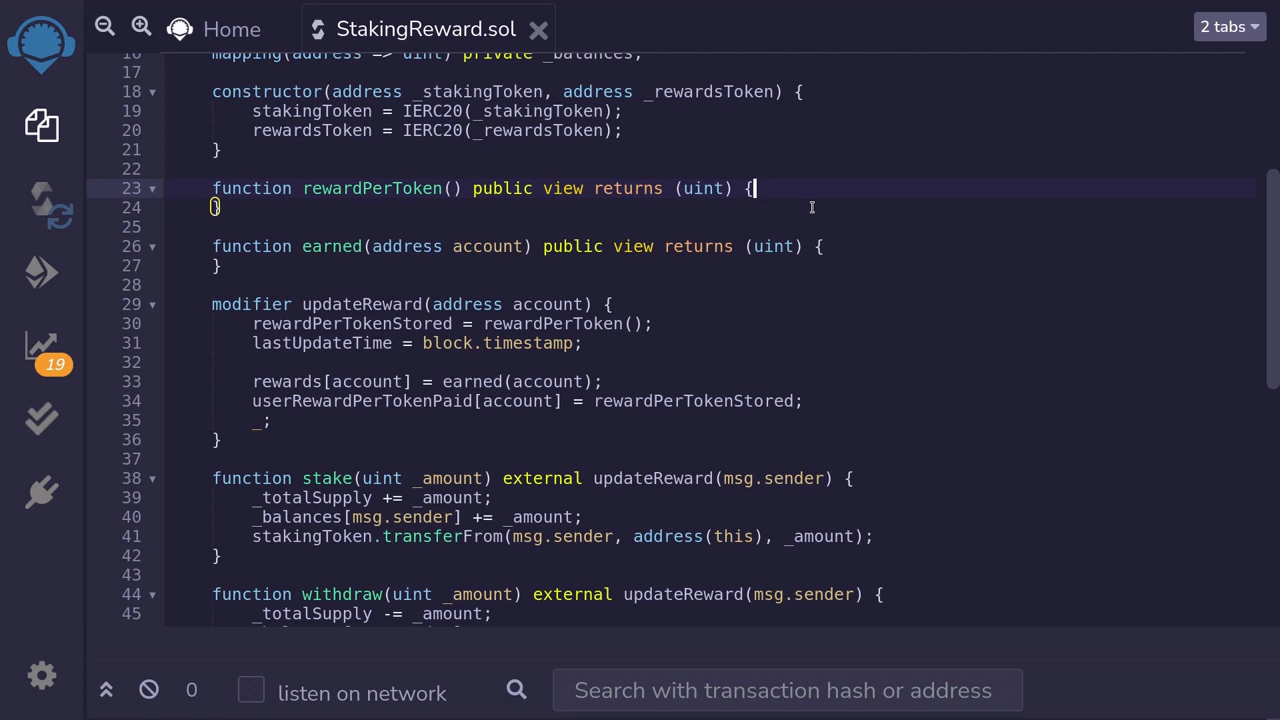 Home
StakingReward.sol
2 tabs
16 mapping(address => uint) private _balances;
17
18 constructor(address _stakingToken, address _rewardsToken) {
19 stakingToken = IERC20(_stakingToken);
20 rewardsToken = IERC20(_rewardsToken);
21 }
22
23 function rewardPerToken() public view returns (uint) {
24 }
25
26 function earned(address account) public view returns (uint) {
27 }
28
29 modifier updateReward(address account) {
30 rewardPerTokenStored = rewardPerToken();
31 lastUpdateTime = block.timestamp;
32
33 rewards[account] = earned(account);
34 userRewardPerTokenPaid[account] = rewardPerTokenStored;
35 _;
36 }
37
38 function stake(uint _amount) external updateReward(msg.sender) {
39 _totalSupply += _amount;
40 _balances[msg.sender] += _amount;
41 stakingToken.transferFrom(msg.sender, address(this), _amount);
42 }
43
44 function withdraw(uint _amount) external updateReward(msg.sender) {
45 _totalSupply -= _amount;
19
0
listen on network
Search with transaction hash or address